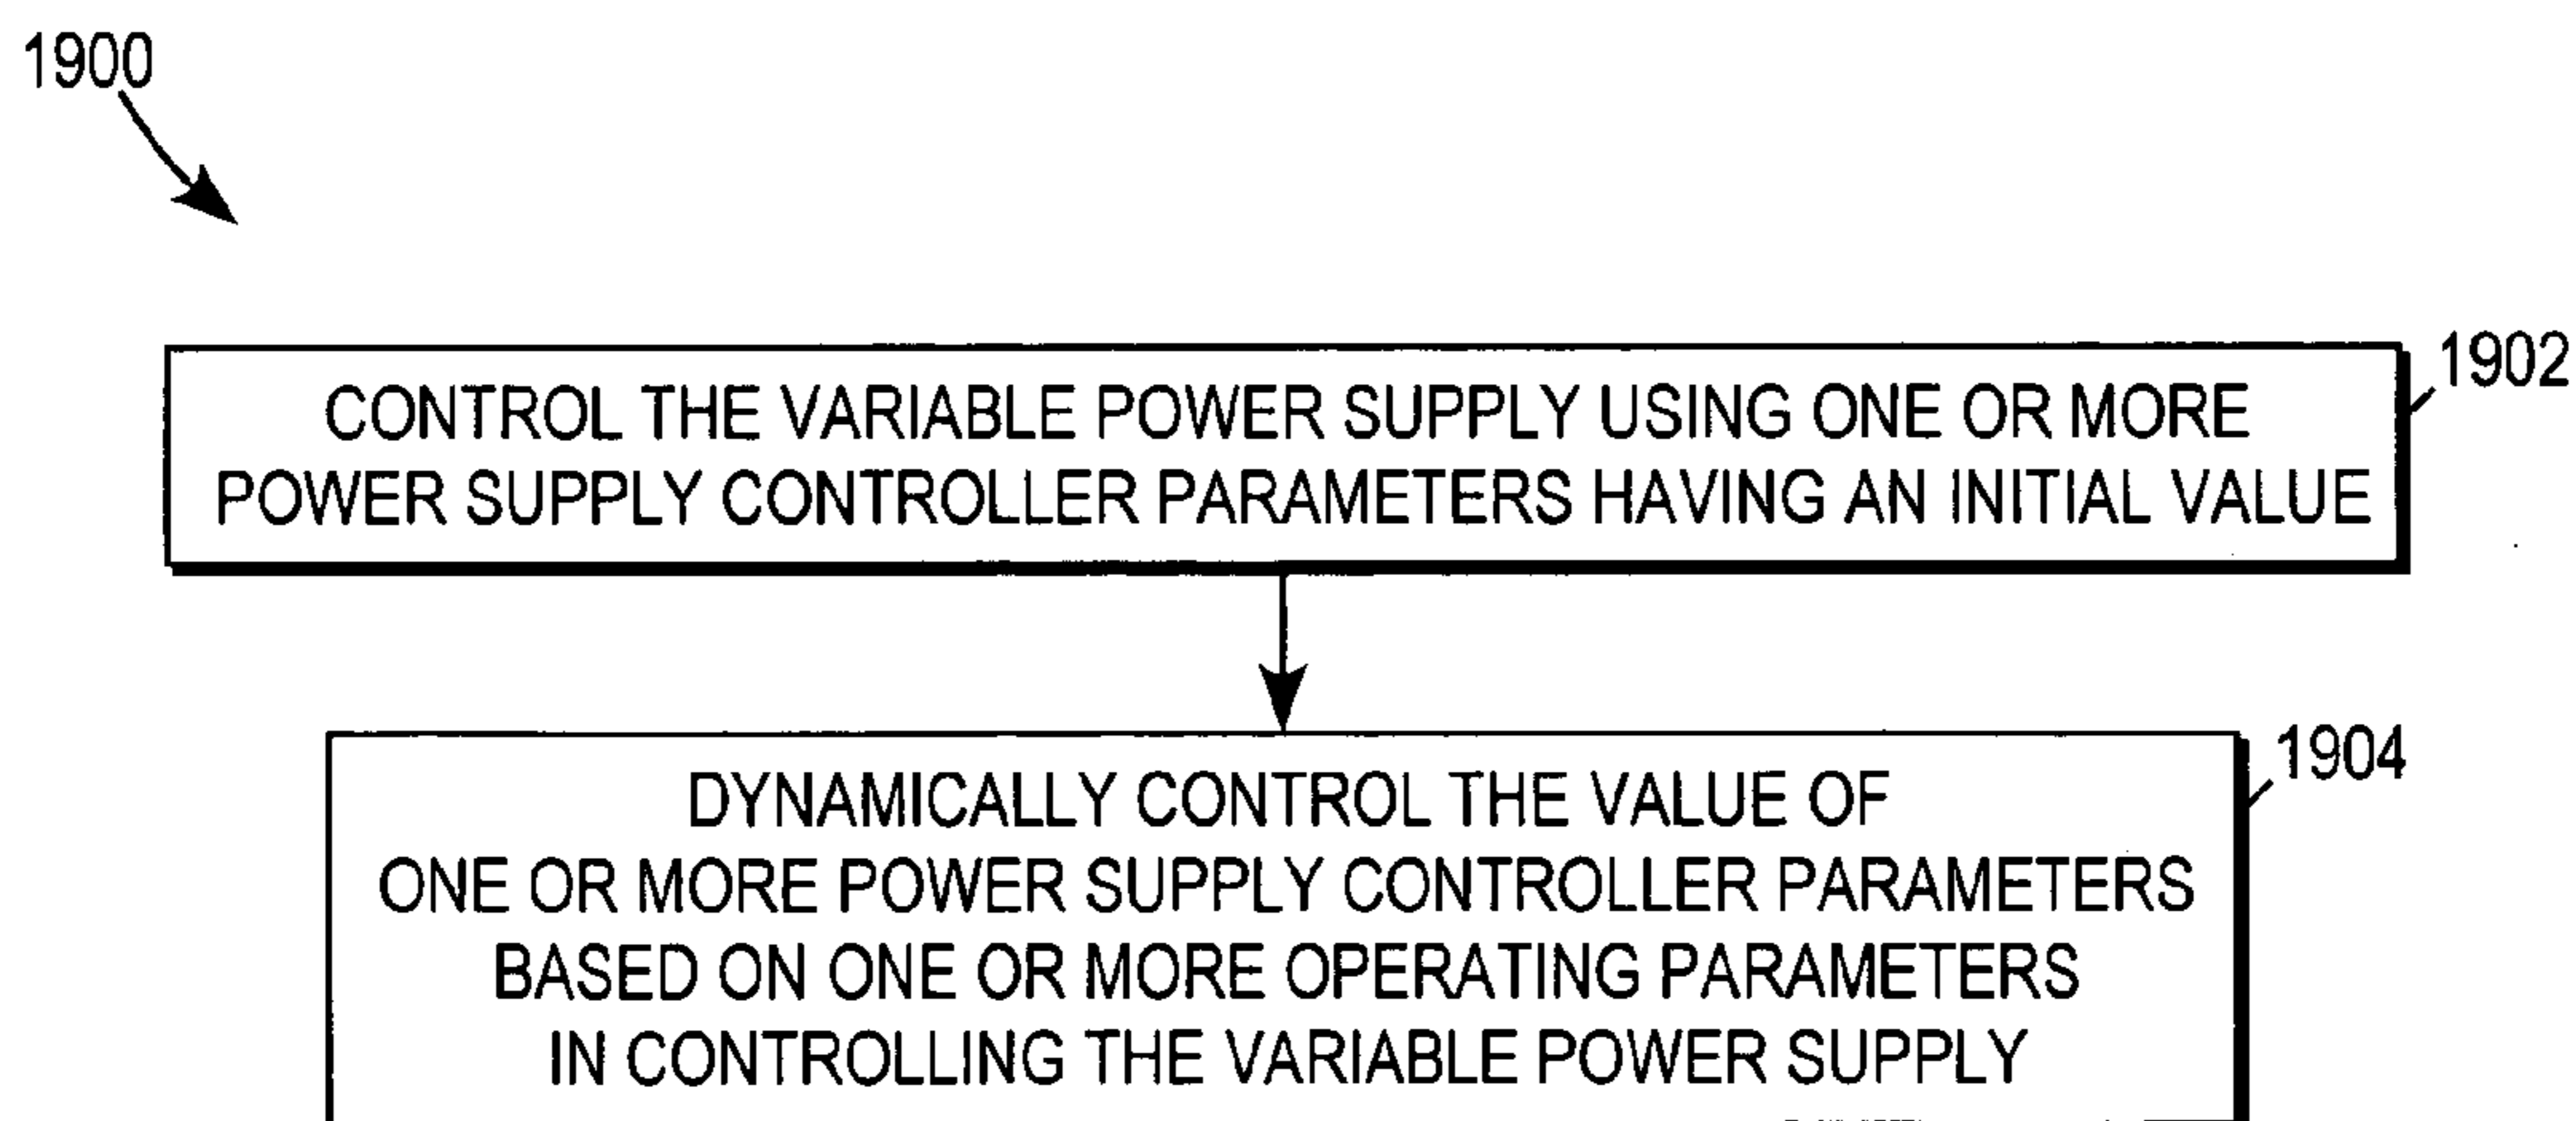 1900
CONTROL THE VARIABLE POWER SUPPLY USING ONE OR MORE
POWER SUPPLY CONTROLLER PARAMETERS HAVING AN INITIAL VALUE
1902
DYNAMICALLY CONTROL THE VALUE OF
ONE OR MORE POWER SUPPLY CONTROLLER PARAMETERS
BASED ON ONE OR MORE OPERATING PARAMETERS
IN CONTROLLING THE VARIABLE POWER SUPPLY
1904